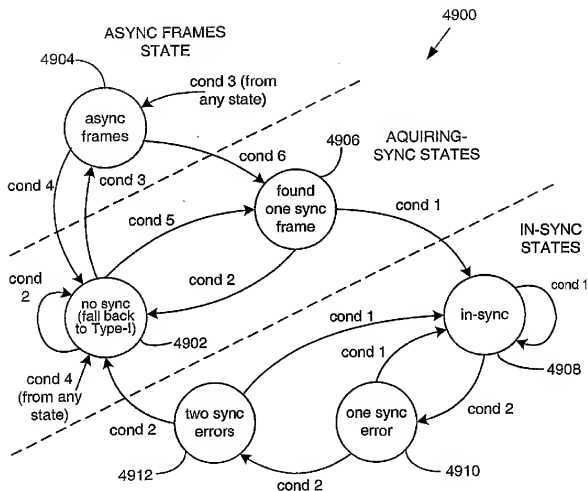 4900
ASYNC FRAMES
STATE
4904
cond 3 (from
any state)
async
frames
4906
AQUIRING-
SYNC STATES
cond 6
cond 4
cond 3
found
one sync
frame
cond 5
cond 1
IN-SYNC
STATES
cond
2
cond 2
no sync
(fall back
to Type-I)
4902
cond 1
cond 1
in-sync
cond 1
4908
cond 4
(from any
state)
cond 2
two sync
errors
one sync
error
cond 2
4912
cond 2
4910